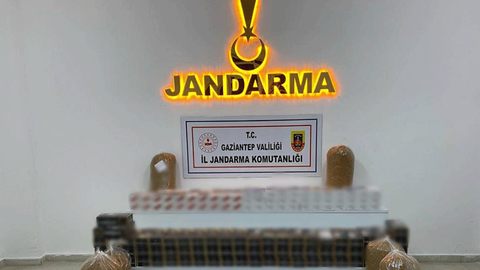 JANDARMA
T.C.
GAZİANTEP VALİLİĞİ
İL JANDARMA KOMUTANLIĞI